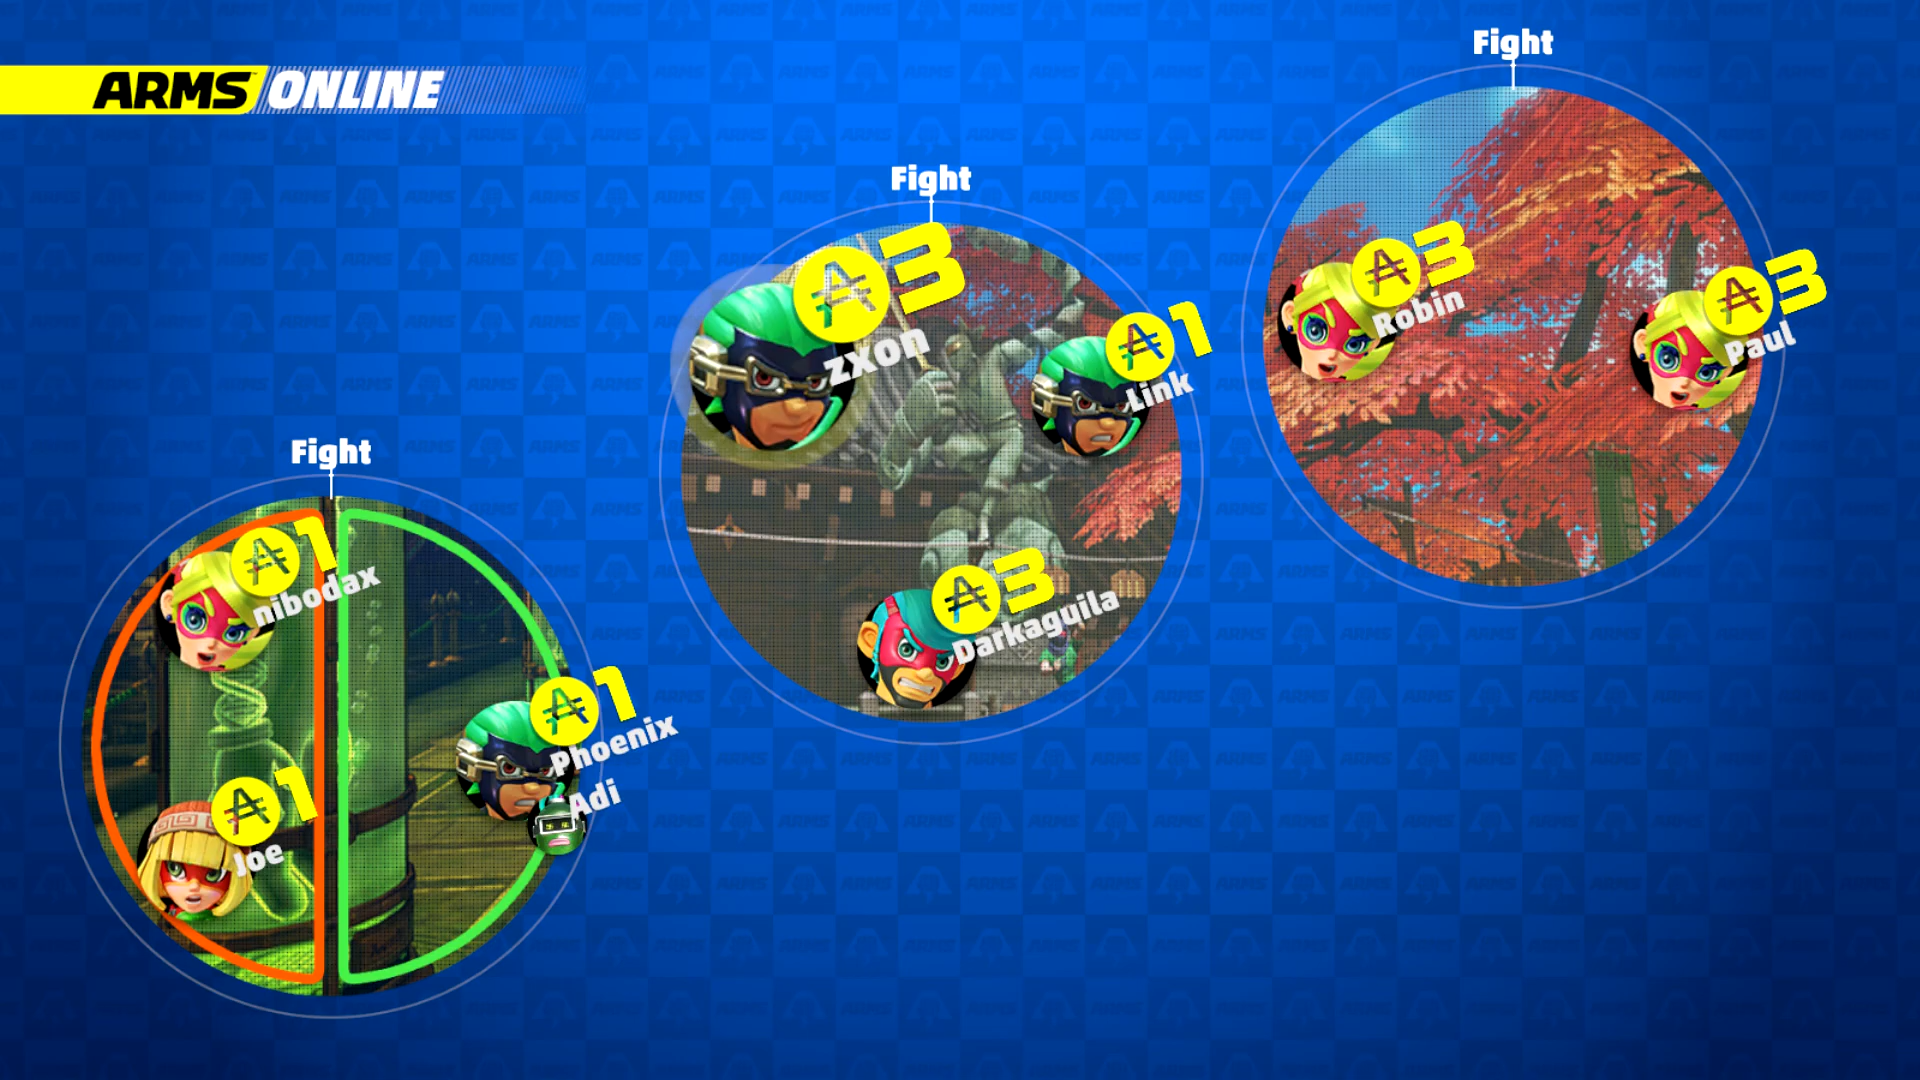 ARMS ONLINE
Fight
3
Robin
3
Paul
Fight
3
zxon
1
Link
3
Darkaguila
Fight
1
nibodax
1
Phoenix
Adi
1
Joe